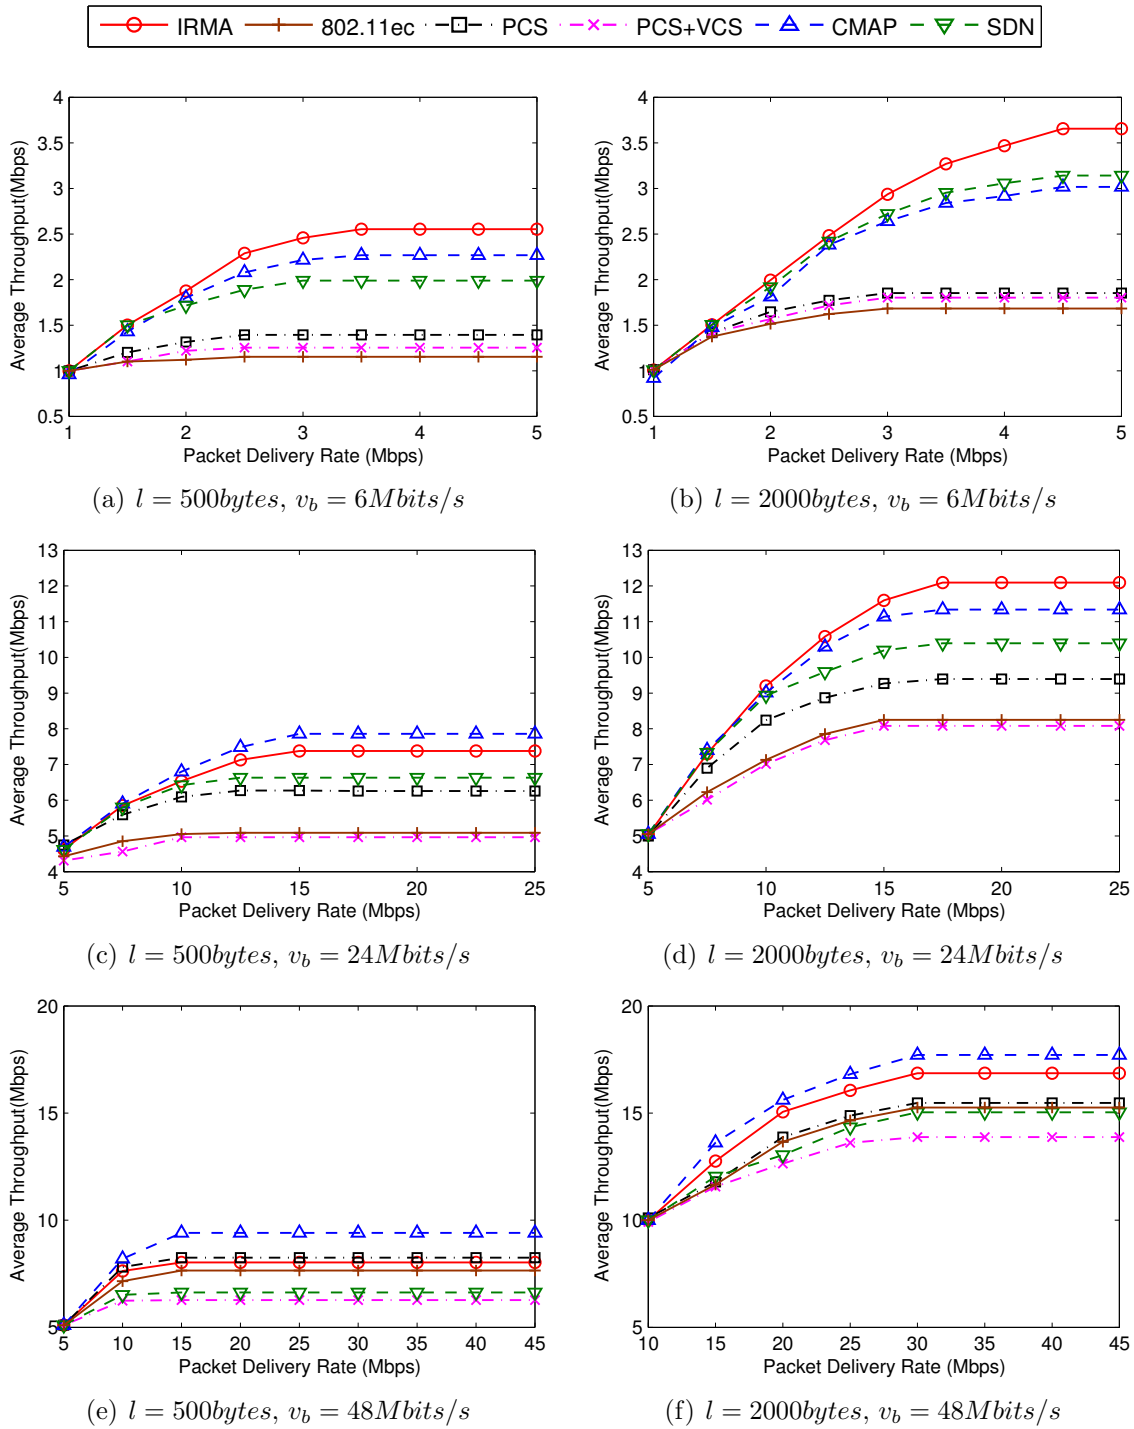 IRMA 802.11ec PCS PCS+VCS CMAP SDN
4
3.5
3
2.5
2
1.5
1
0.5
1 2 3 4 5
Average Throughput(Mbps)
Packet Delivery Rate (Mbps)
(a) l = 500bytes, v_b = 6Mbits/s
4
3.5
3
2.5
2
1.5
1
0.5
1 2 3 4 5
Average Throughput(Mbps)
Packet Delivery Rate (Mbps)
(b) l = 2000bytes, v_b = 6Mbits/s
13
12
11
10
9
8
7
6
5
4
5 10 15 20 25
Average Throughput(Mbps)
Packet Delivery Rate (Mbps)
(c) l = 500bytes, v_b = 24Mbits/s
13
12
11
10
9
8
7
6
5
4
5 10 15 20 25
Average Throughput(Mbps)
Packet Delivery Rate (Mbps)
(d) l = 2000bytes, v_b = 24Mbits/s
20
15
10
5
5 10 15 20 25 30 35 40 45
Average Throughput(Mbps)
Packet Delivery Rate (Mbps)
(e) l = 500bytes, v_b = 48Mbits/s
20
15
10
5
10 15 20 25 30 35 40 45
Average Throughput(Mbps)
Packet Delivery Rate (Mbps)
(f) l = 2000bytes, v_b = 48Mbits/s